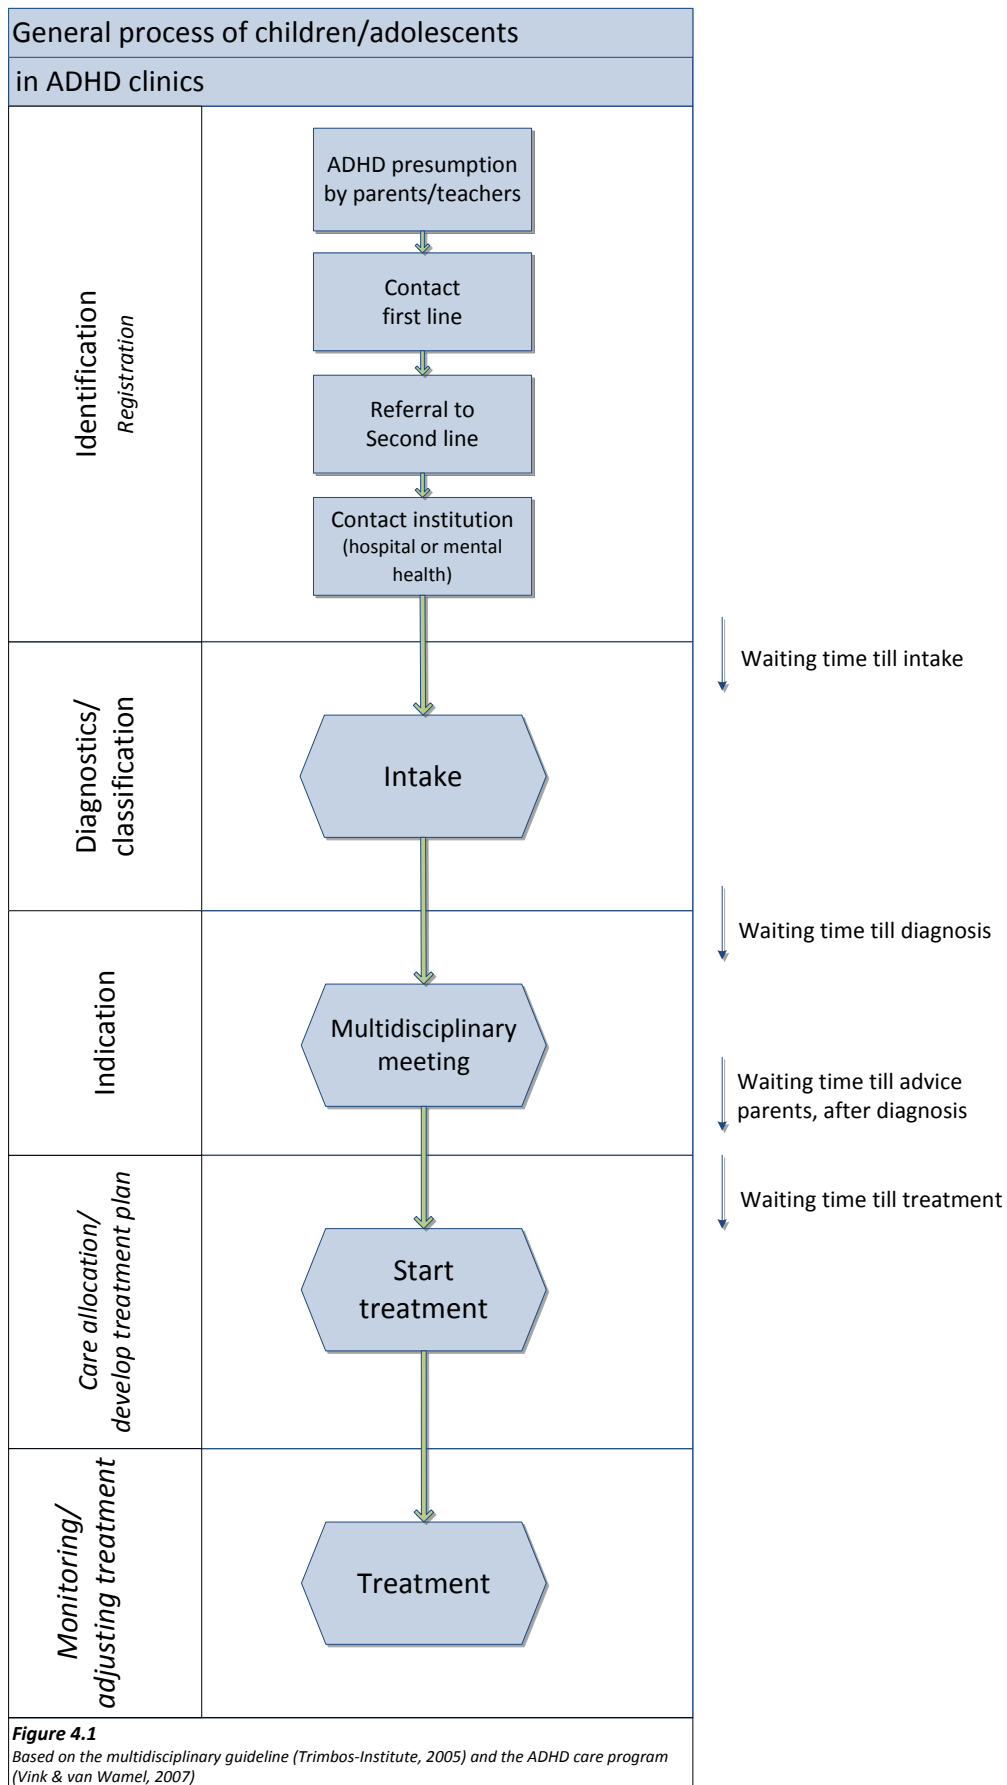 General process of children/adolescents
in ADHD clinics
Identification
Registration
ADHD presumption
by parents/teachers
Contact
first line
Referral to
Second line
Contact institution
(hospital or mental
health)
Waiting time till intake
Diagnostics/
classification
Intake
Waiting time till diagnosis
Indication
Multidisciplinary
meeting
Waiting time till advice
parents, after diagnosis
Waiting time till treatment
Care allocation/
develop treatment plan
Start
treatment
Monitoring/
adjusting treatment
Treatment
Figure 4.1
Based on the multidisciplinary guideline (Trimbos-Institute, 2005) and the ADHD care program
(Vink & van Wamel, 2007)